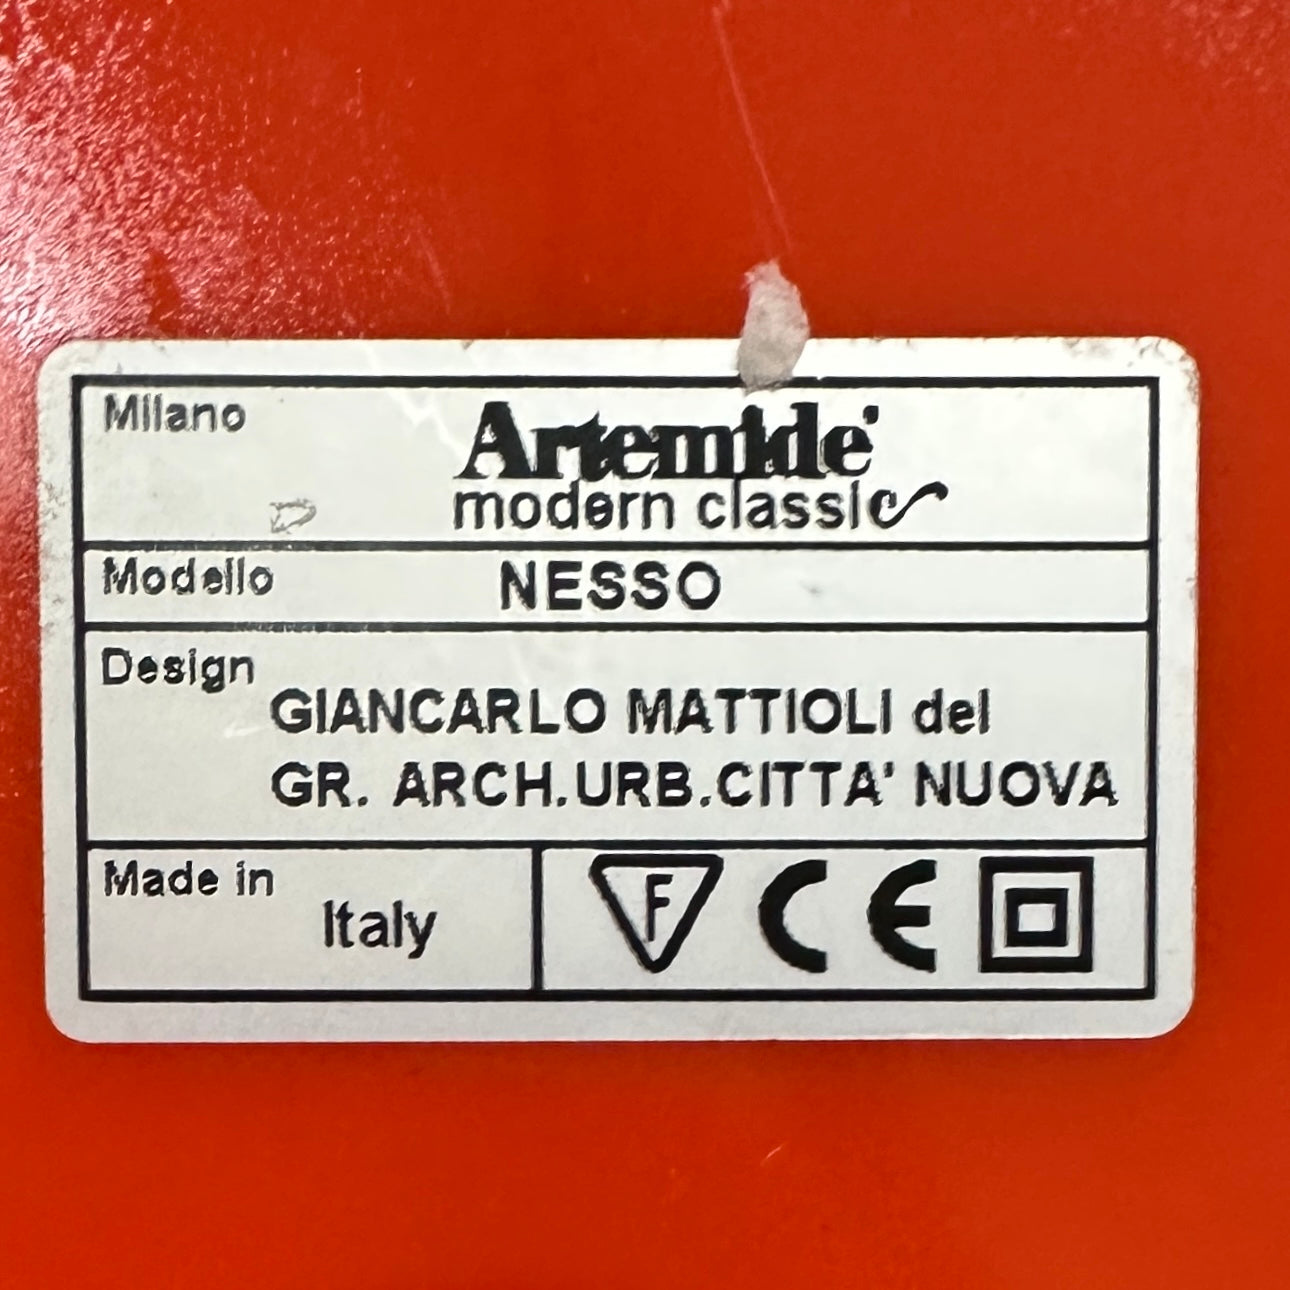 Milano
Artemide
modern classic
Modello NESSO
Design
GIANCARLO MATTIOLI del
GR. ARCH.URB.CITTA' NUOVA
Made in
Italy
F CE